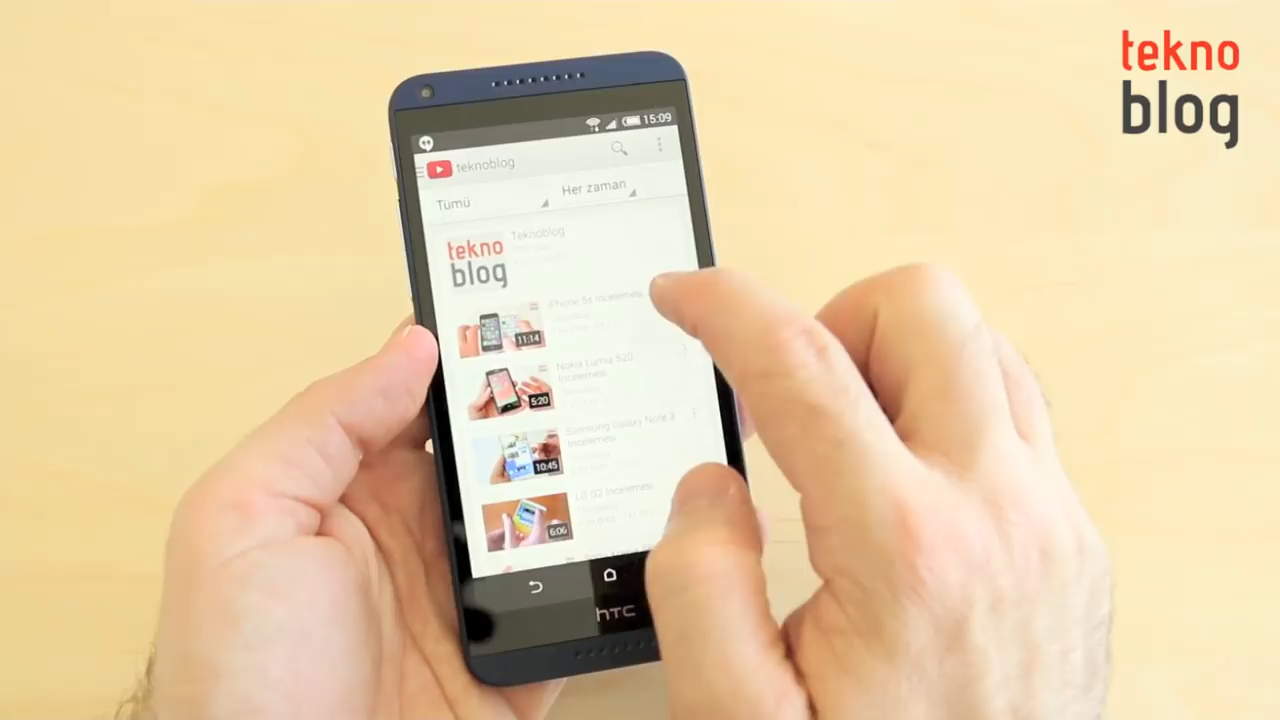 tekno
blog
15:09
teknoblog
Tümü
Her zaman
tekno
blog
Teknoblog
iPhone 5s İncelemesi
11:14
Nokia Lumia 520
İncelemesi
5:20
Samsung Galaxy Note 3
İncelemesi
10:45
LG G2 İncelemesi
6:06
hTC